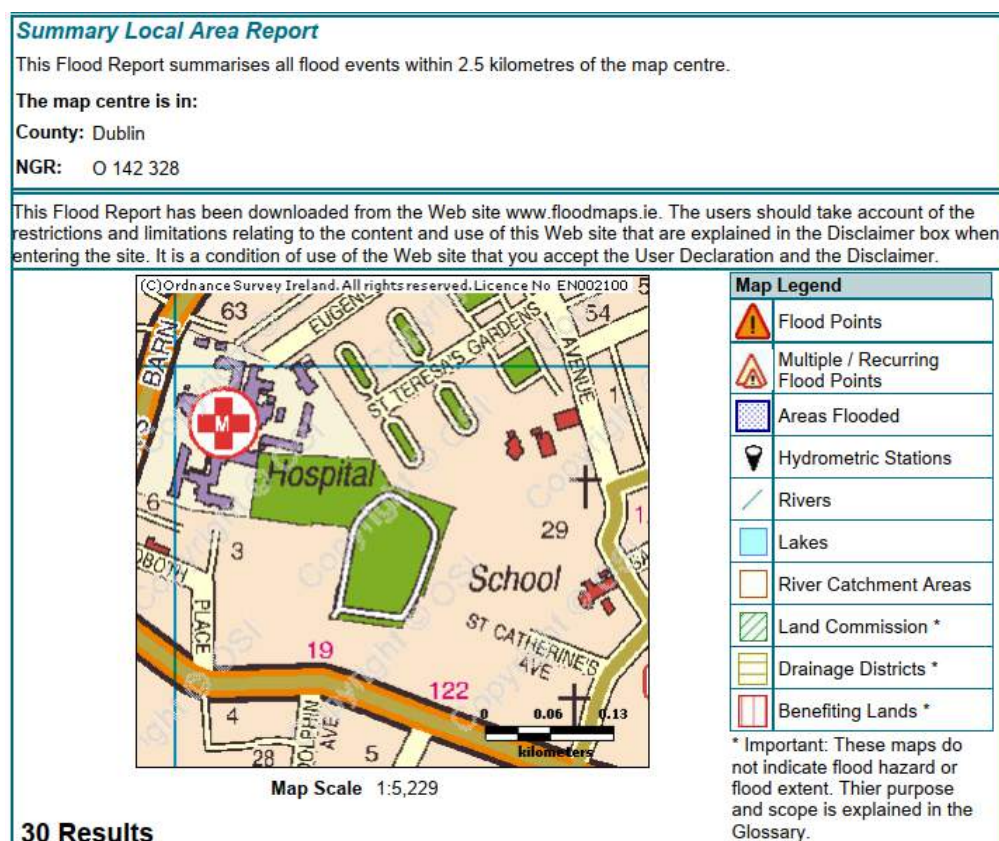 Summary Local Area Report
This Flood Report summarises all flood events within 2.5 kilometres of the map centre.
The map centre is in:
County: Dublin
NGR: O 142 328
This Flood Report has been downloaded from the Web site www.floodmaps.ie. The users should take account of the
restrictions and limitations relating to the content and use of this Web site that are explained in the Disclaimer box when
entering the site. It is a condition of use of the Web site that you accept the User Declaration and the Disclaimer.
(C)Ordnance Survey Ireland. All rights reserved. Licence No EN002100
5
63
EUGENE
54
BARN
ST TERESA'S GARDENS
AVENUE
1
M
Hospital
6
3
29
1
School
PLACE
ST CATHERINE'S
AVE
19
122
4
28
5
AVE
0 0.06 0.13
kilometers
Copyright © OSI
Map Scale 1:5,229
Map Legend
Flood Points
Multiple / Recurring
Flood Points
Areas Flooded
Hydrometric Stations
Rivers
Lakes
River Catchment Areas
Land Commission *
Drainage Districts *
Benefiting Lands *
* Important: These maps do
not indicate flood hazard or
flood extent. Thier purpose
and scope is explained in the
Glossary.
30 Results